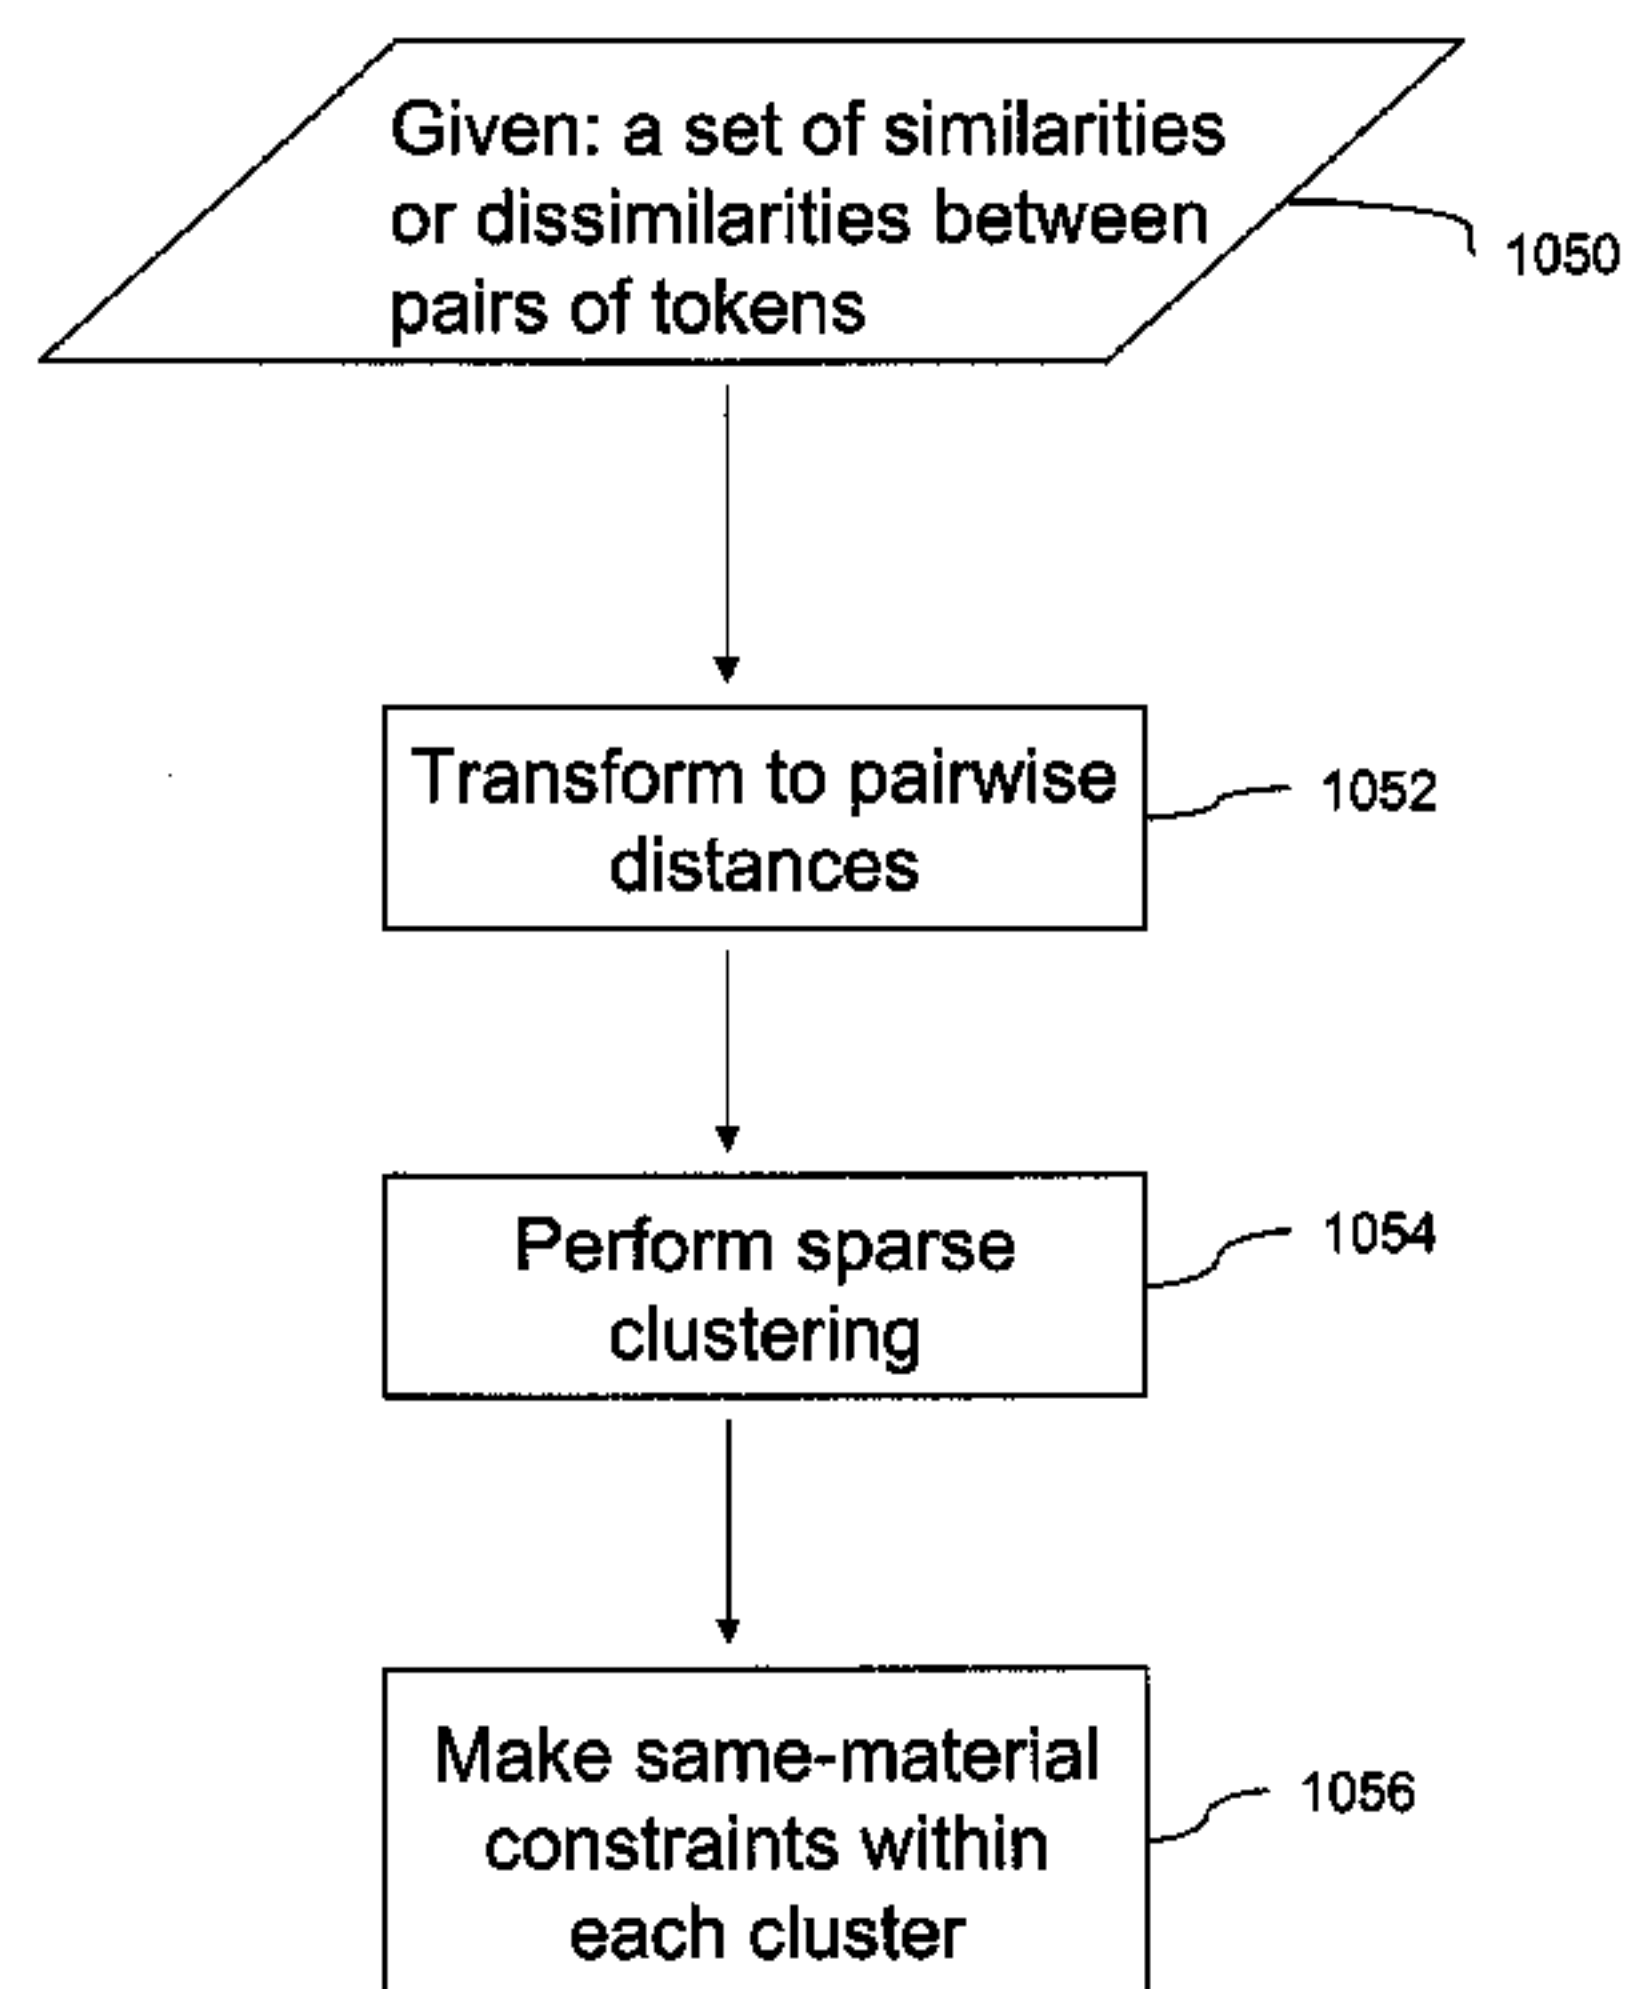 Given: a set of similarities
or dissimilarities between
pairs of tokens
1050
Transform to pairwise
distances
1052
Perform sparse
clustering
1054
Make same-material
constraints within
each cluster
1056